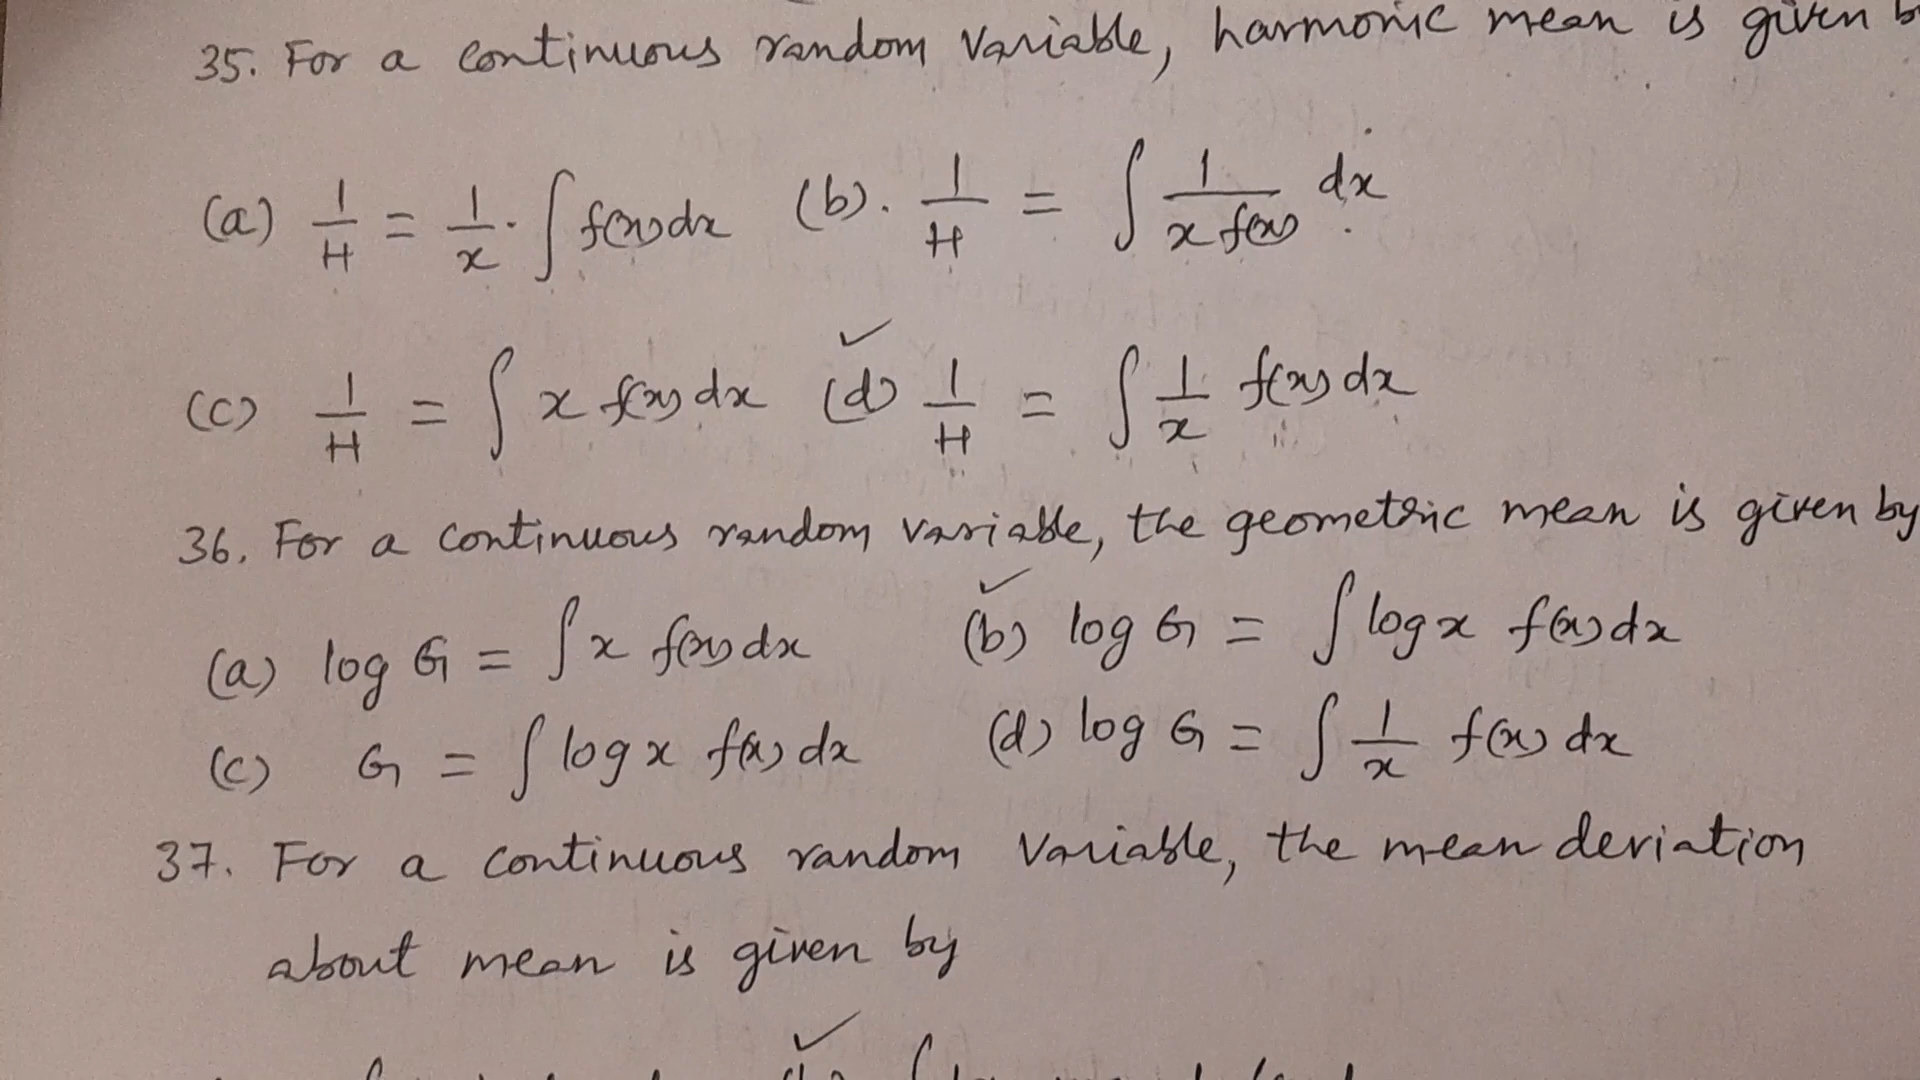 35. For a continuous random variable, harmonic mean is given
(a) 1/H = 1/x · ∫ f(x) dx (b). 1/H = ∫ 1/(x f(x)) dx
(c) 1/H = ∫ x f(x) dx ✓(d) 1/H = ∫ 1/x f(x) dx
36. For a continuous random variable, the geometric mean is given by
(a) log G = ∫ x f(x) dx ✓(b) log G = ∫ log x f(x) dx
(c) G = ∫ log x f(x) dx (d) log G = ∫ 1/x f(x) dx
37. For a continuous random variable, the mean deviation
about mean is given by